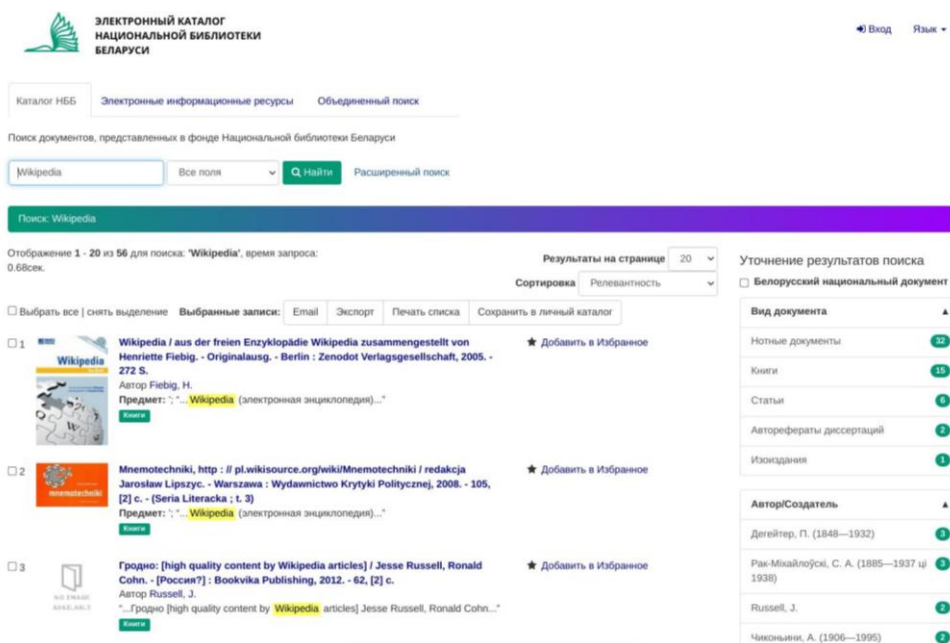 ЭЛЕКТРОННЫЙ КАТАЛОГ
НАЦИОНАЛЬНОЙ БИБЛИОТЕКИ
БЕЛАРУСИ
Вход Язык
Каталог НББ Электронные информационные ресурсы Объединенный поиск
Поиск документов, представленных в фонде Национальной библиотеки Беларуси
Wikipedia Все поля Найти Расширенный поиск
Поиск: Wikipedia
Отображение 1 - 20 из 56 для поиска: 'Wikipedia', время запроса:
0.68сек.
Результаты на странице 20
Сортировка Релевантность
Выбрать все | снять выделение Выбранные записи: Email Экспорт Печать списка Сохранить в личный каталог
1
Wikipedia
Wikipedia / aus der freien Enzyklopädie Wikipedia zusammengestellt von
Henriette Fiebig. - Originalausg. - Berlin : Zenodot Verlagsgesellschaft, 2005. -
272 S.
Автор Fiebig, H.
Предмет: '; "... Wikipedia (электронная энциклопедия)..."
Книги
Добавить в Избранное
2
mnemotechniki
Mnemotechniki, http : // pl.wikisource.org/wiki/Mnemotechniki / redakcja
Jarosław Lipszyc. - Warszawa : Wydawnictwo Krytyki Politycznej, 2008. - 105,
[2] с. - (Seria Literacka ; t. 3)
Предмет: '; "... Wikipedia (электронная энциклопедия)..."
Книги
Добавить в Избранное
3
NO IMAGE
AVAILABLE
Гродно: [high quality content by Wikipedia articles] / Jesse Russell, Ronald
Cohn. - [Россия?] : Bookvika Publishing, 2012. - 62, [2] с.
Автор Russell, J.
"...Гродно [high quality content by Wikipedia articles] Jesse Russell, Ronald Cohn..."
Книги
Добавить в Избранное
Уточнение результатов поиска
Белорусский национальный документ
Вид документа
Нотные документы 32
Книги 15
Статьи 6
Авторефераты диссертаций 2
Изоиздания 1
Автор/Создатель
Дегейтер, П. (1848—1932) 3
Рак-Міхайлоўскі, С. А. (1885—1937 ці 3
1938)
Russell, J. 2
Чиконьини, А. (1906—1995) 2